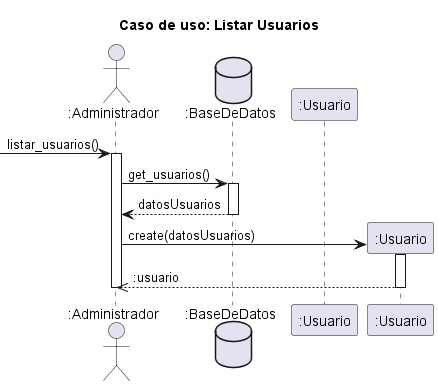 Caso de uso: Listar Usuarios
:Administrador
:BaseDeDatos
:Usuario
listar_usuarios()
get_usuarios()
datosUsuarios
create(datosUsuarios)
:Usuario
:usuario
:Administrador
:BaseDeDatos
:Usuario
:Usuario